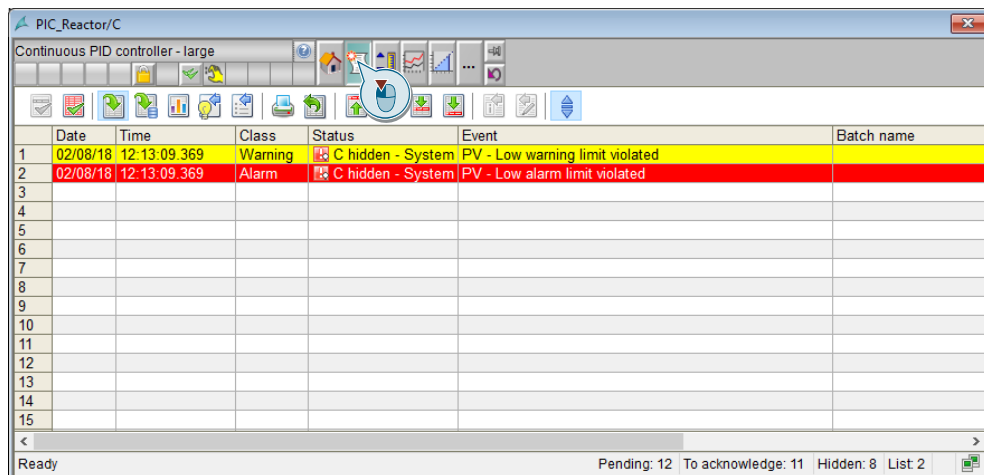 PIC_Reactor/C
Continuous PID controller - large
...
Date Time Class Status Event Batch name
1 02/08/18 12:13:09.369 Warning C hidden - System PV - Low warning limit violated
2 02/08/18 12:13:09.369 Alarm C hidden - System PV - Low alarm limit violated
3
4
5
6
7
8
9
10
11
12
13
14
15
Ready Pending: 12 To acknowledge: 11 Hidden: 8 List: 2